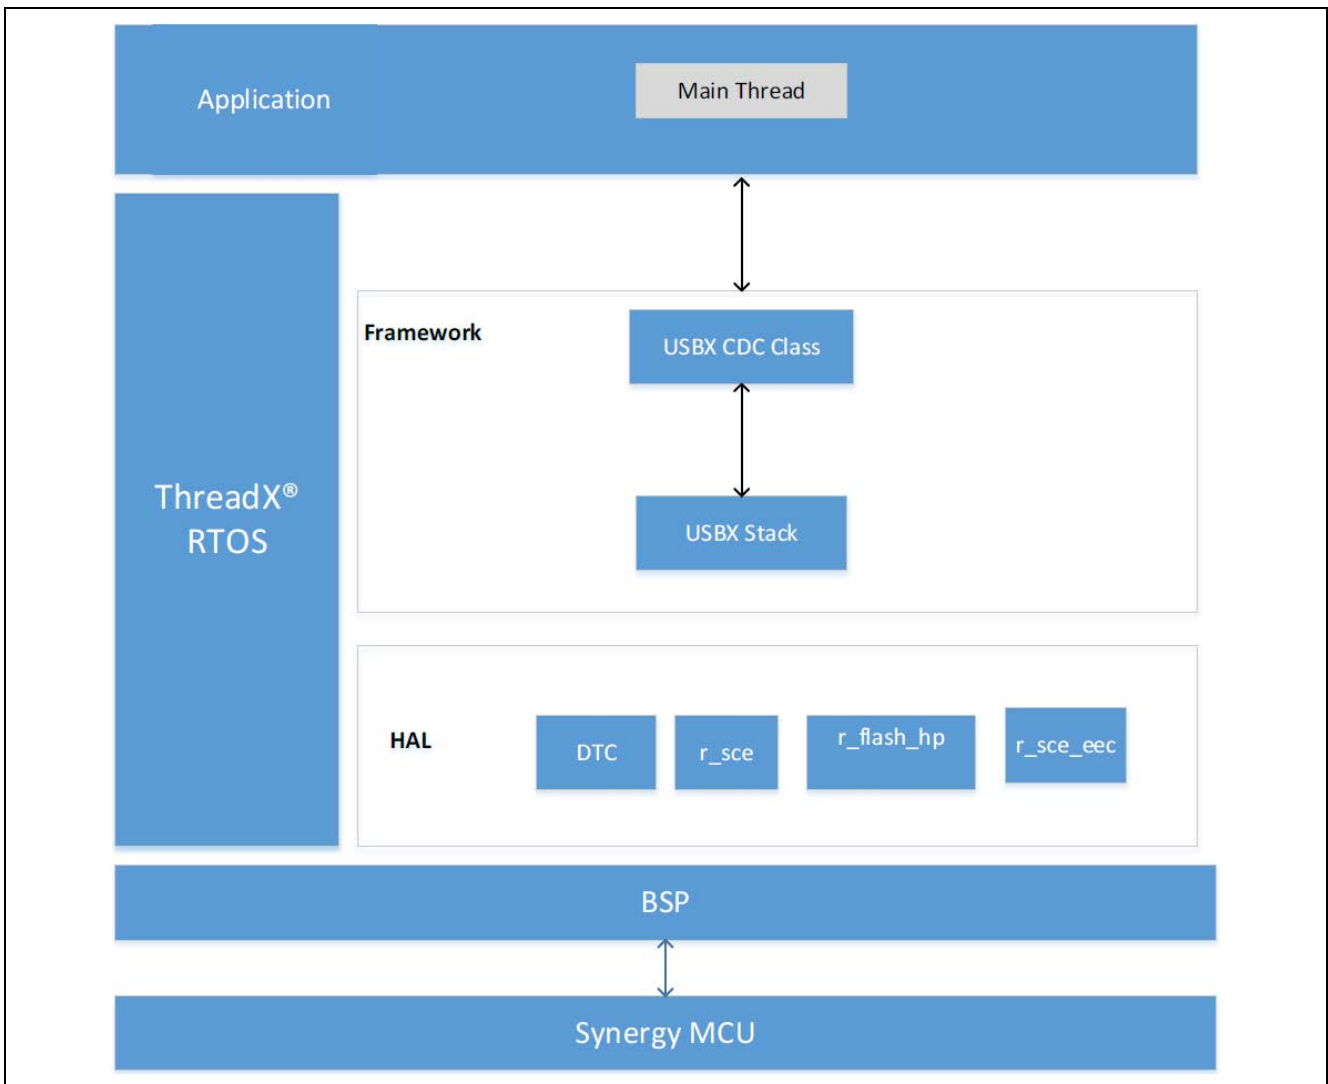 Application
Main Thread
Framework
USBX CDC Class
ThreadX®
RTOS
USBX Stack
HAL
DTC
r_sce
r_flash_hp
r_sce_eec
BSP
Synergy MCU